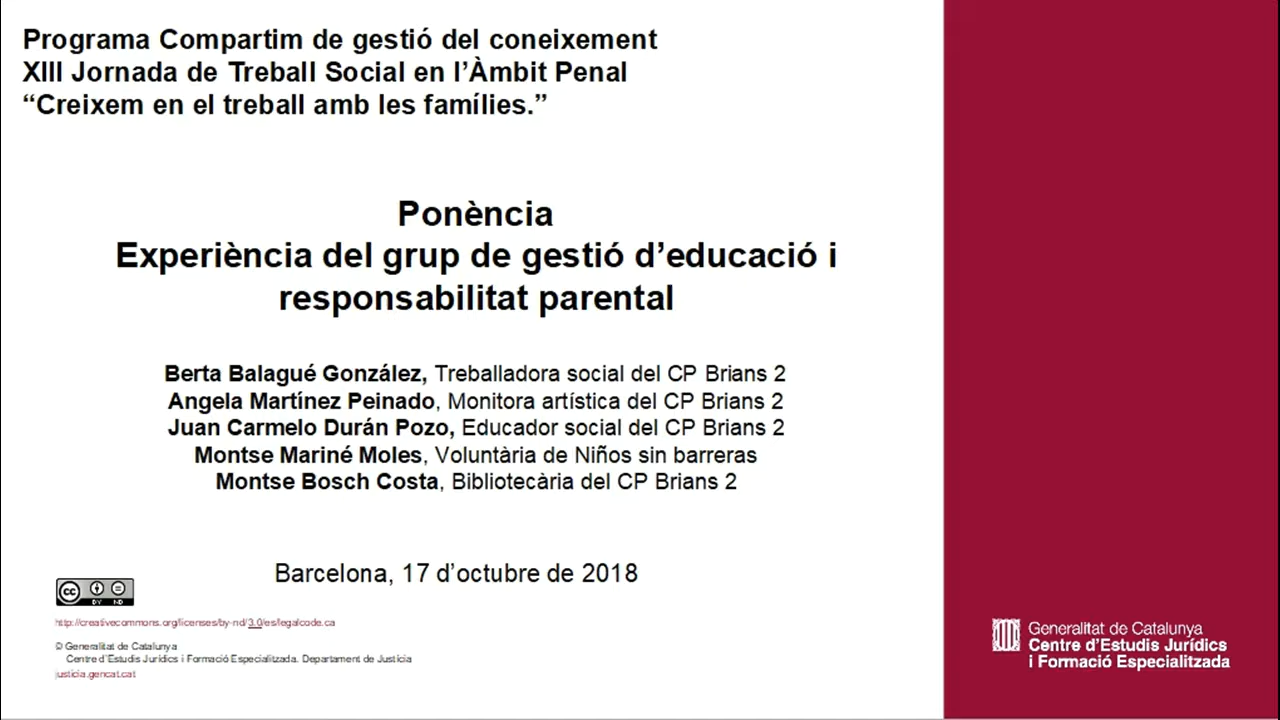 Programa Compartim de gestió del coneixement
XIII Jornada de Treball Social en l’Àmbit Penal
“Creixem en el treball amb les famílies.”
Ponència
Experiència del grup de gestió d’educació i
responsabilitat parental
Berta Balagué González, Treballadora social del CP Brians 2
Angela Martínez Peinado, Monitora artística del CP Brians 2
Juan Carmelo Durán Pozo, Educador social del CP Brians 2
Montse Mariné Moles, Voluntària de Niños sin barreras
Montse Bosch Costa, Bibliotecària del CP Brians 2
Barcelona, 17 d’octubre de 2018
cc BY ND
http://creativecommons.org/licenses/by-nd/3.0/es/legalcode.ca
© Generalitat de Catalunya
Centre d’Estudis Jurídics i Formació Especialitzada. Departament de Justícia
justicia.gencat.cat
Generalitat de Catalunya
Centre d’Estudis Jurídics
i Formació Especialitzada